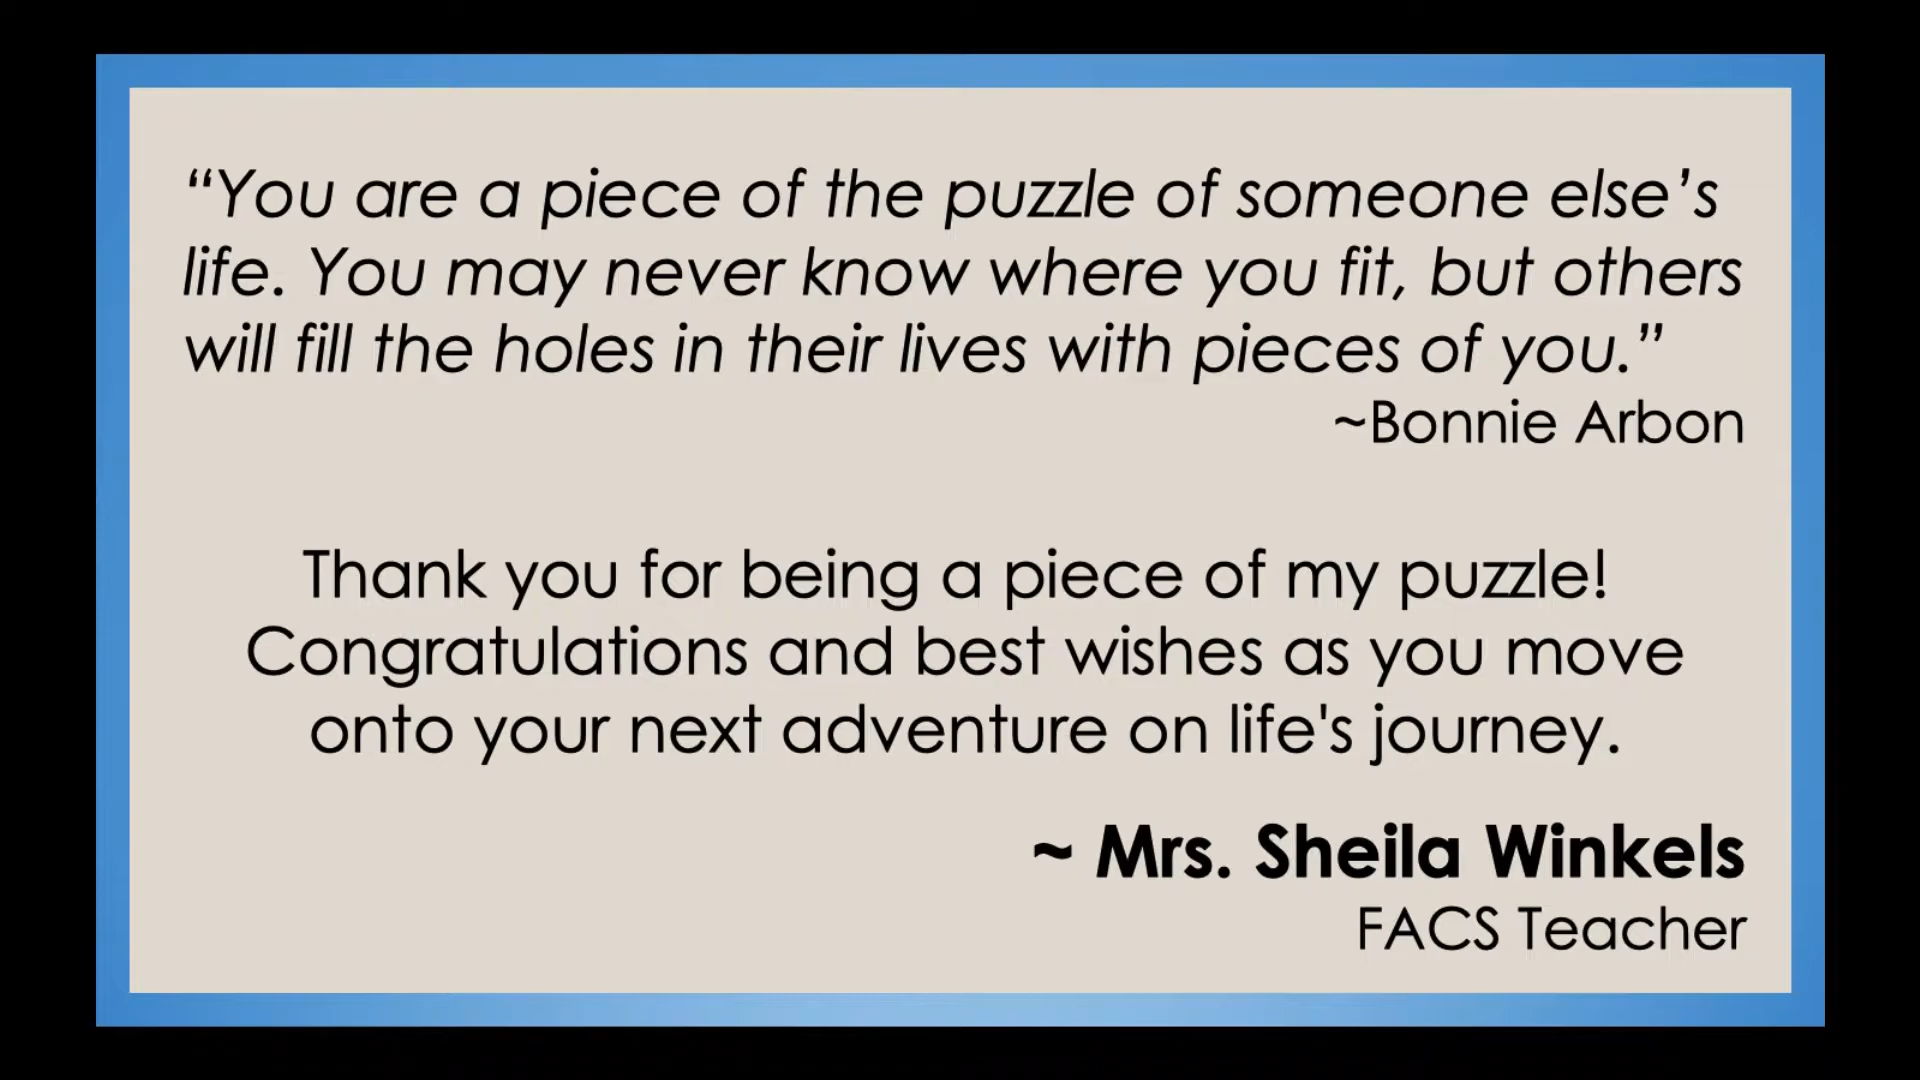 “You are a piece of the puzzle of someone else’s
life. You may never know where you fit, but others
will fill the holes in their lives with pieces of you.”
~Bonnie Arbon
Thank you for being a piece of my puzzle!
Congratulations and best wishes as you move
onto your next adventure on life's journey.
~ Mrs. Sheila Winkels
FACS Teacher